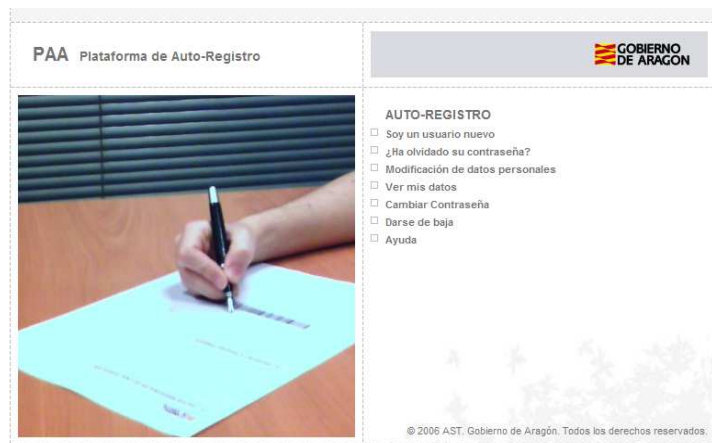 PAA Plataforma de Auto-Registro
GOBIERNO
DE ARAGON
AUTO-REGISTRO
Soy un usuario nuevo
¿Ha olvidado su contraseña?
Modificación de datos personales
Ver mis datos
Cambiar Contraseña
Darse de baja
Ayuda
© 2006 AST. Gobierno de Aragón. Todos los derechos reservados.